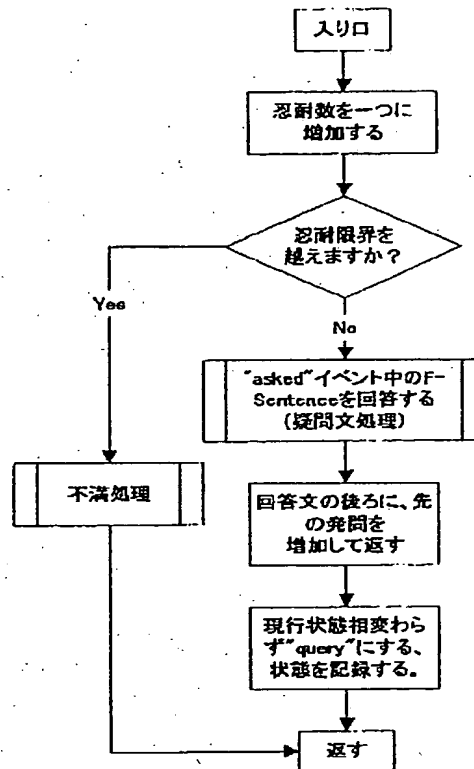 入り口
忍耐数を一つに
増加する
忍耐限界を
越えますか？
Yes
No
"asked"イベント中のF-
Sentenceを回答する
(疑問文処理)
不満処理
回答文の後ろに、先
の発問を
増加して返す
現行状態相変わら
ず"query"にする、
状態を記録する。
返す